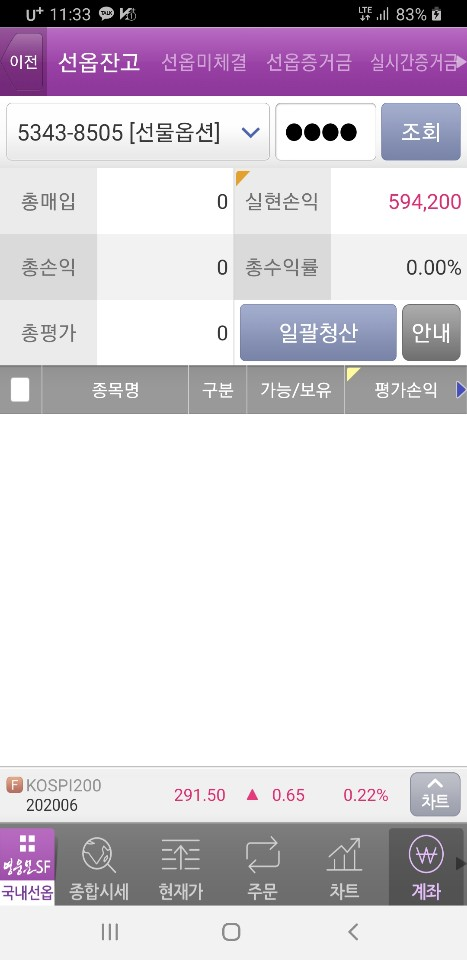 U+ 11:33 TALK LTE 83%
이전 선옵잔고 선옵미체결 선옵증거금 실시간증거금
5343-8505 [선물옵션] ●●●● 조회
총매입 0 실현손익 594,200
총손익 0 총수익률 0.00%
총평가 0 일괄청산 안내
종목명 구분 가능/보유 평가손익
F KOSPI200 291.50 ▲ 0.65 0.22% 차트
202006
영웅문SF
국내선옵 종합시세 현재가 주문 차트 계좌